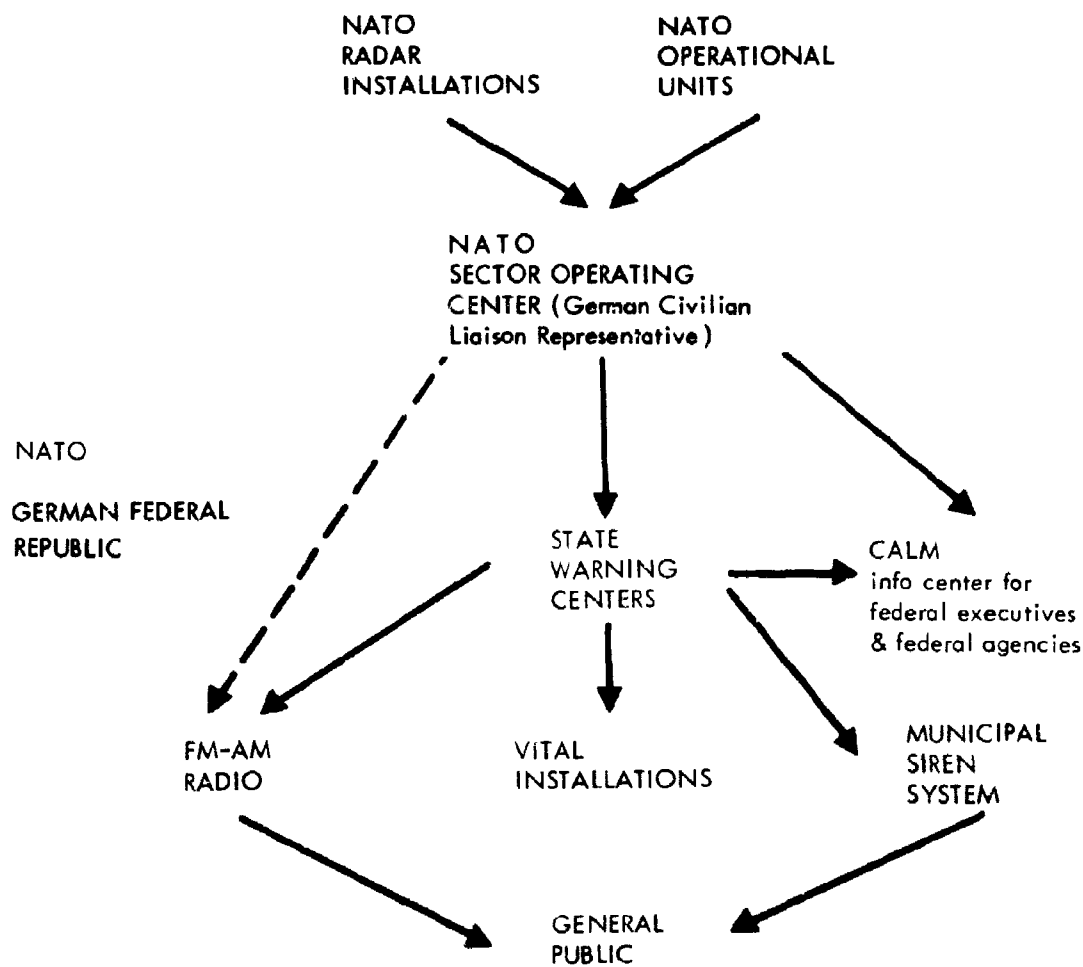 NATO
RADAR
INSTALLATIONS
NATO
OPERATIONAL
UNITS
NATO
SECTOR OPERATING
CENTER (German Civilian
Liaison Representative)
NATO
GERMAN FEDERAL
REPUBLIC
STATE
WARNING
CENTERS
CALM
info center for
federal executives
& federal agencies
FM-AM
RADIO
VITAL
INSTALLATIONS
MUNICIPAL
SIREN
SYSTEM
GENERAL
PUBLIC